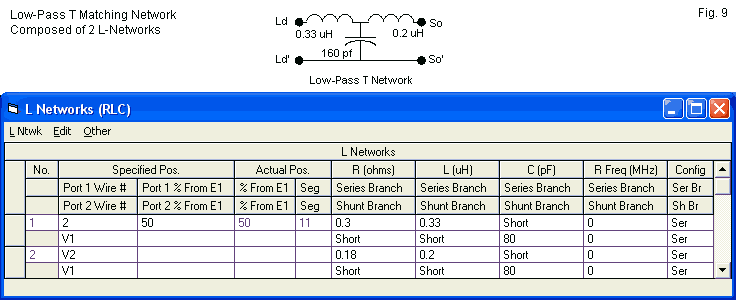 Low-Pass T Matching Network
Composed of 2 L-Networks
Fig. 9
Ld So
0.33 uH 0.2 uH
160 pf
Ld' So'
Low-Pass T Network
L Networks (RLC)
L Ntwk Edit Other
L Networks
No. Specified Pos. Actual Pos. R (ohms) L (uH) C (pF) R Freq (MHz) Config
Port 1 Wire # Port 1 % From E1 % From E1 Seg Series Branch Series Branch Series Branch Series Branch Ser Br
Port 2 Wire # Port 2 % From E1 % From E1 Seg Shunt Branch Shunt Branch Shunt Branch Shunt Branch Sh Br
1 2 50 50 11 0.3 0.33 Short 0 Ser
V1 Short Short 80 0 Ser
2 V2 0.18 0.2 Short 0 Ser
V1 Short Short 80 0 Ser